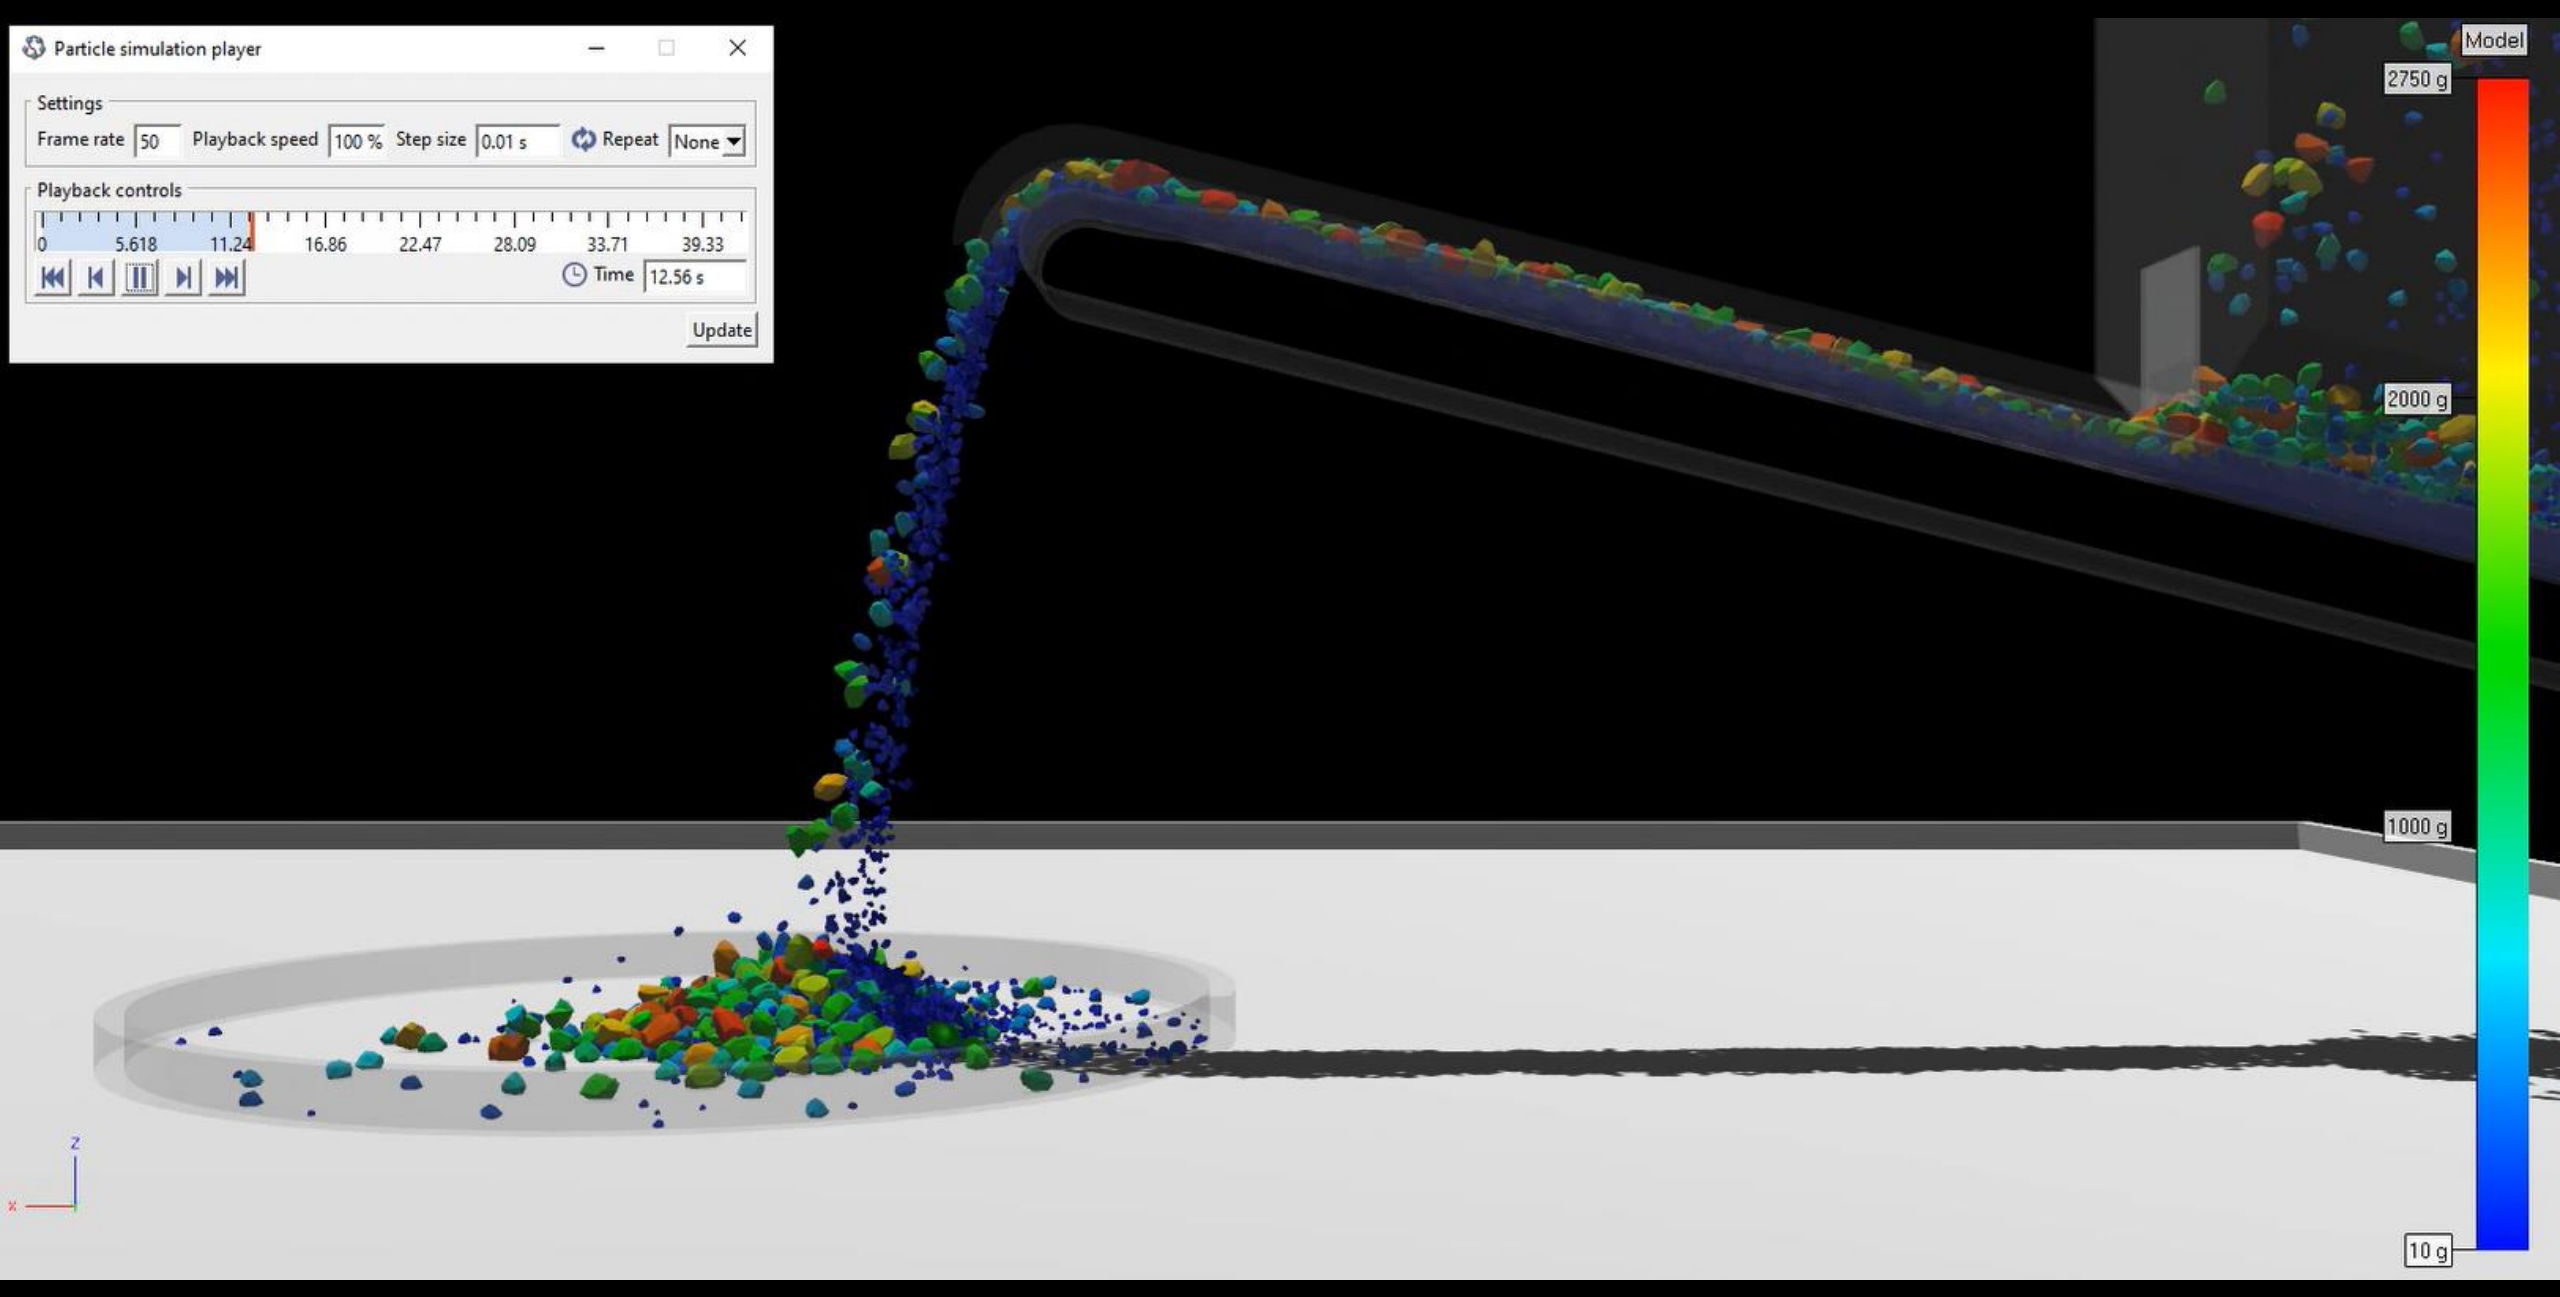 Particle simulation player
Settings
Frame rate 50 Playback speed 100 % Step size 0.01 s Repeat None
Playback controls
0 5.618 11.24 16.86 22.47 28.09 33.71 39.33
Time 12.56 s
Update
Model
2750 g
2000 g
1000 g
10 g
Z
X